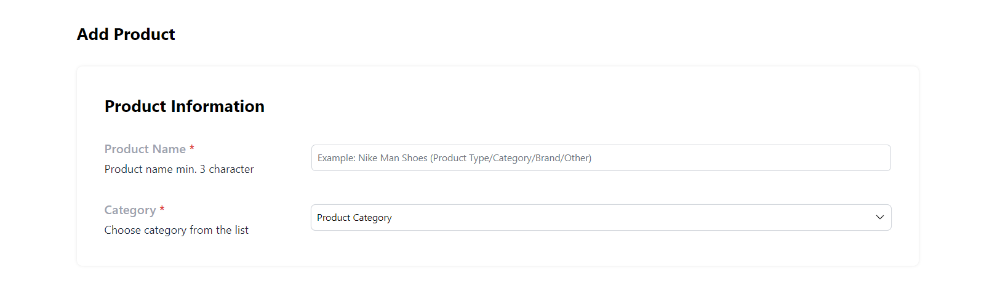 Add Product
Product Information
Product Name *
Product name min. 3 character
Example: Nike Man Shoes (Product Type/Category/Brand/Other)
Category *
Choose category from the list
Product Category